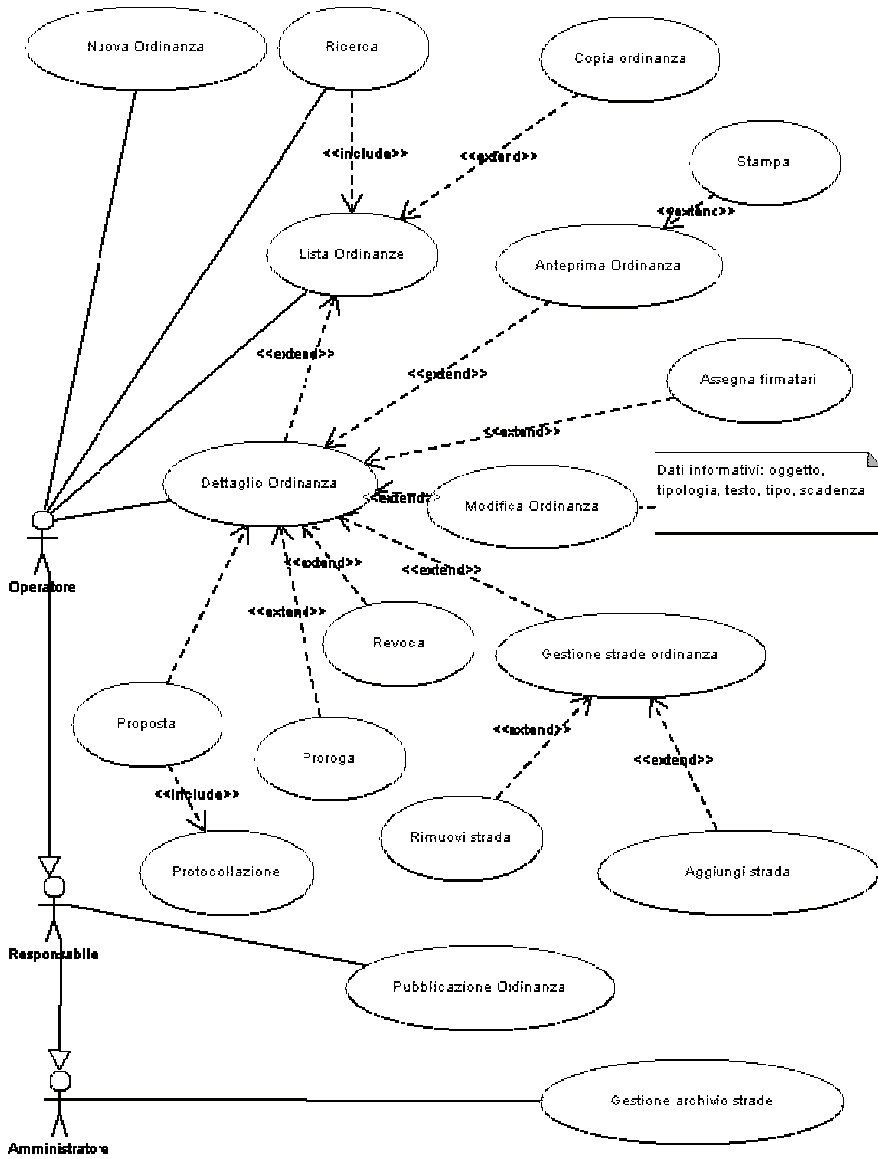 Nuova Ordinanza
Ricerca
Copia ordinanza
<<include>>
<<extend>>
Stampa
<<extend>>
Lista Ordinanze
Anteprima Ordinanza
<<extend>>
<<extend>>
Assegna firmatari
<<extend>>
Dati informativi: oggetto,
tipologia, testo, tipo, scadenza
Dettaglio Ordinanza
<<extend>>
Modifica Ordinanza
Operatore
<<extend>>
<<extend>>
<<extend>>
Revoca
Gestione strade ordinanza
Proposta
Proroga
<<extend>>
<<extend>>
<<include>>
Rimuovi strada
Protocollazione
Aggiungi strada
Responsabile
Pubblicazione Ordinanza
Gestione archivio strade
Amministratore